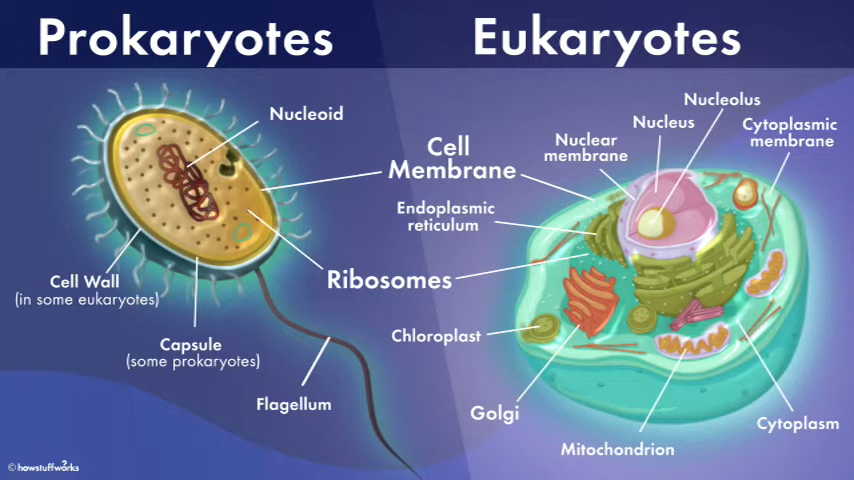 Prokaryotes
Eukaryotes
Nucleoid
Cell
Membrane
Ribosomes
Cell Wall
(in some eukaryotes)
Capsule
(some prokaryotes)
Flagellum
Nucleolus
Nucleus
Nuclear
membrane
Cytoplasmic
membrane
Endoplasmic
reticulum
Chloroplast
Golgi
Mitochondrion
Cytoplasm
© howstuffworks